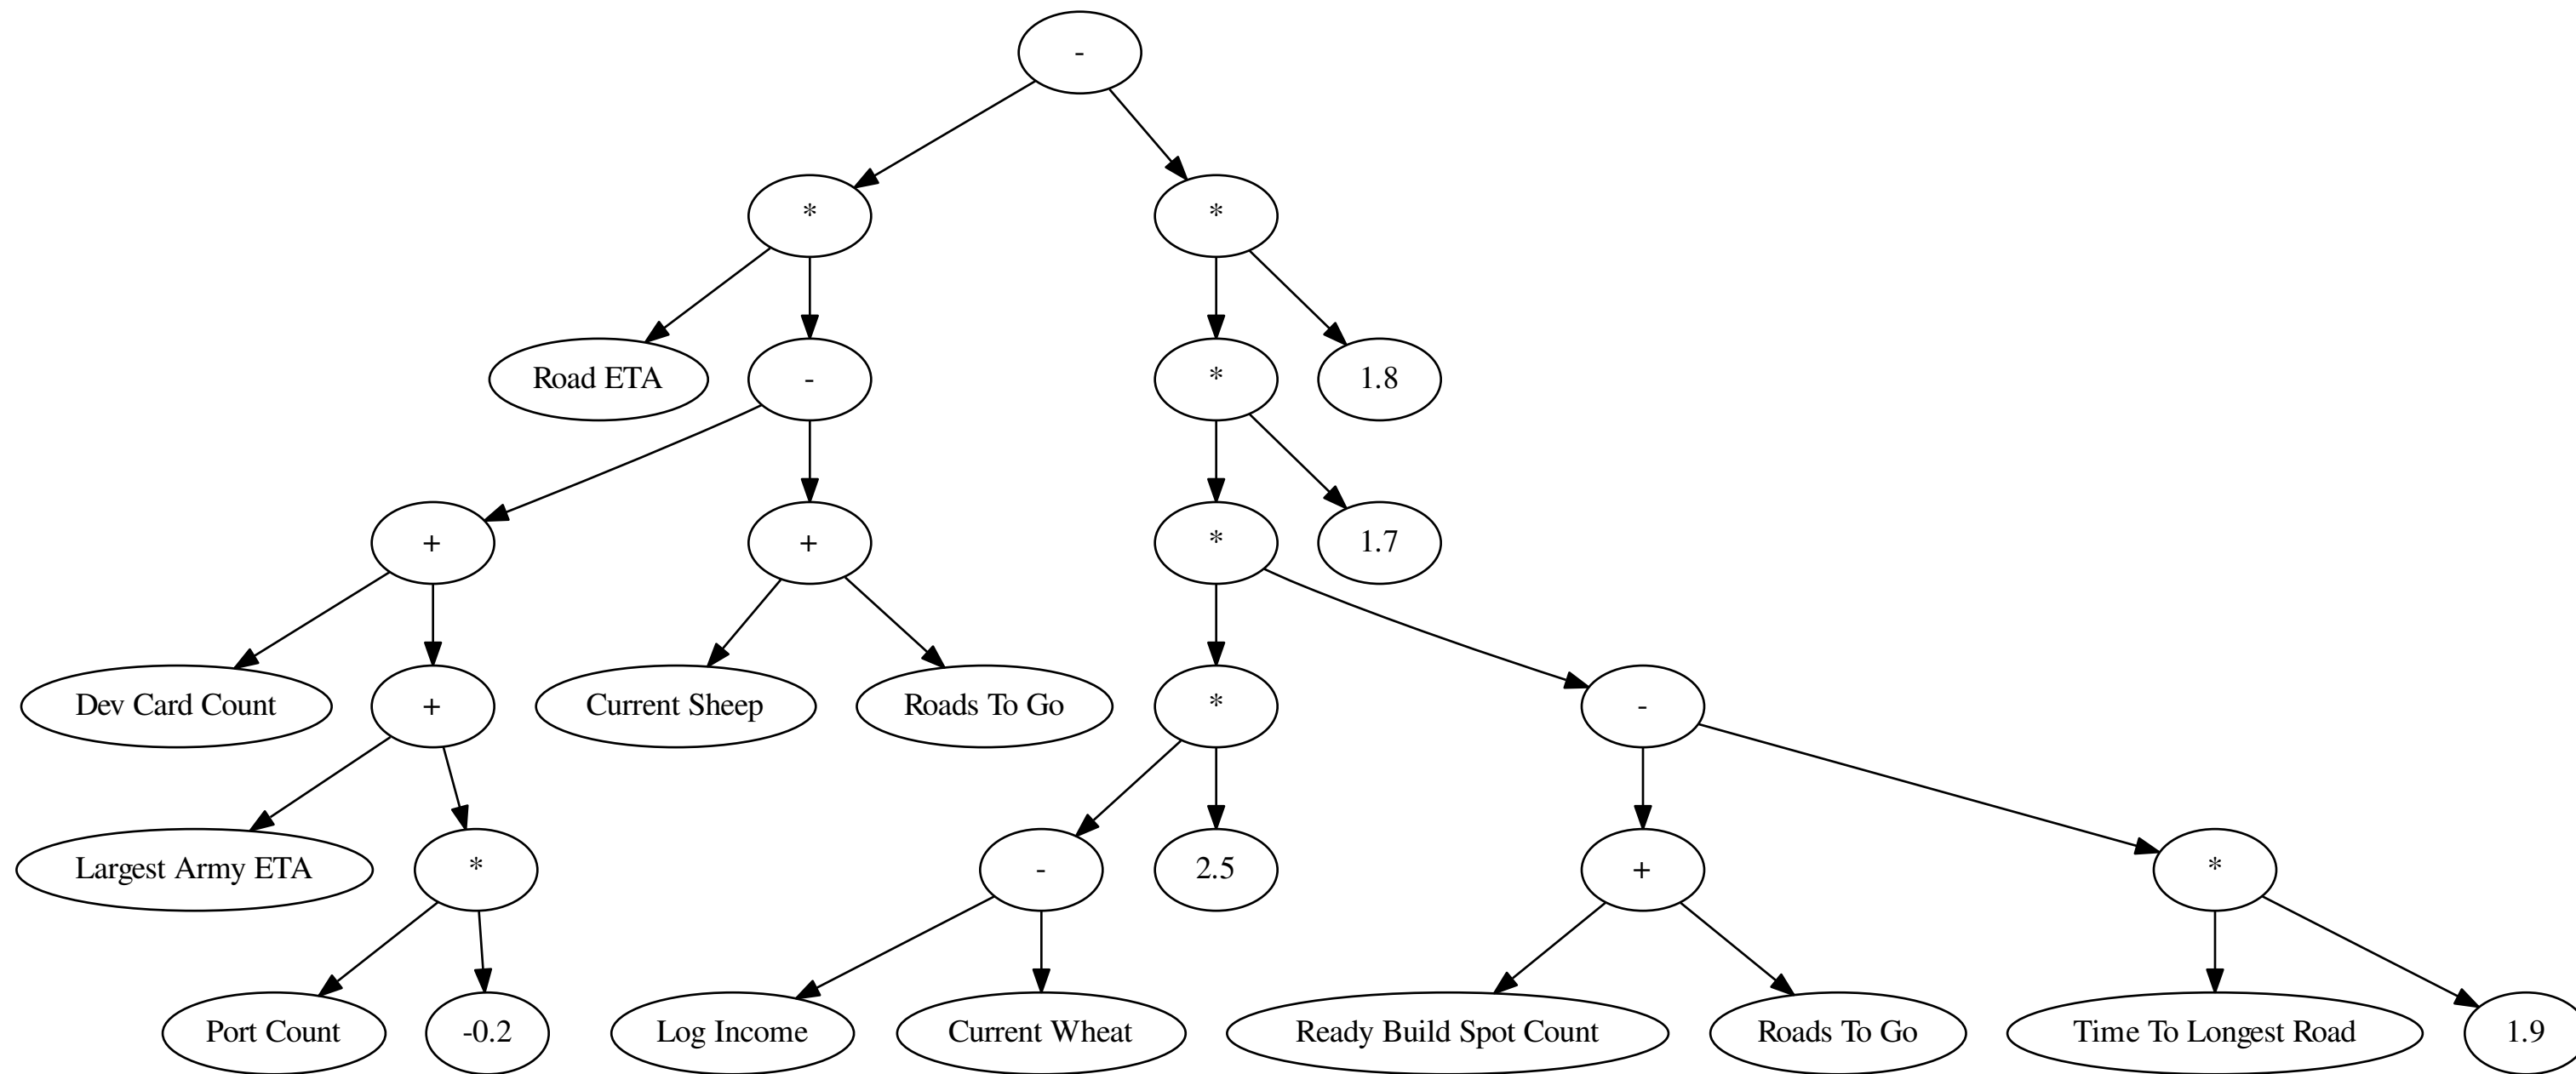 -
*
*
Road ETA
-
*
1.8
+
+
*
1.7
Dev Card Count
+
Current Sheep
Roads To Go
*
-
Largest Army ETA
*
-
2.5
+
*
Port Count
-0.2
Log Income
Current Wheat
Ready Build Spot Count
Roads To Go
Time To Longest Road
1.9